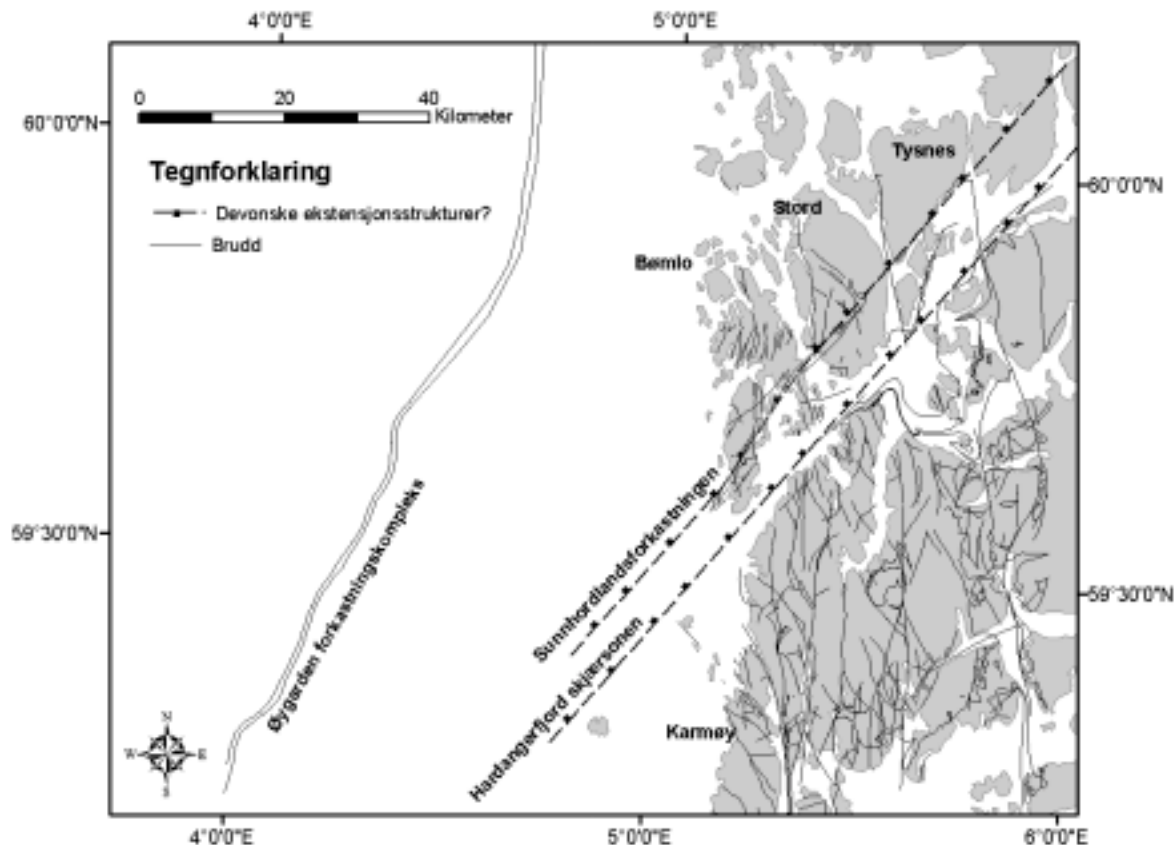 4°0'0"E
5°0'0"E
0 20 40
Kilometer
60°0'0"N
Tegnforklaring
Devonske ekstensjonsstrukturer?
Brudd
Tysnes
60°0'0"N
Stord
Bømlo
59°30'0"N
59°30'0"N
Øygarden forkastningskompleks
Sunnhordlandsforkastningen
Hardangerfjord skjærsonen
Karmøy
N
W E
S
4°0'0"E
5°0'0"E
6°0'0"E